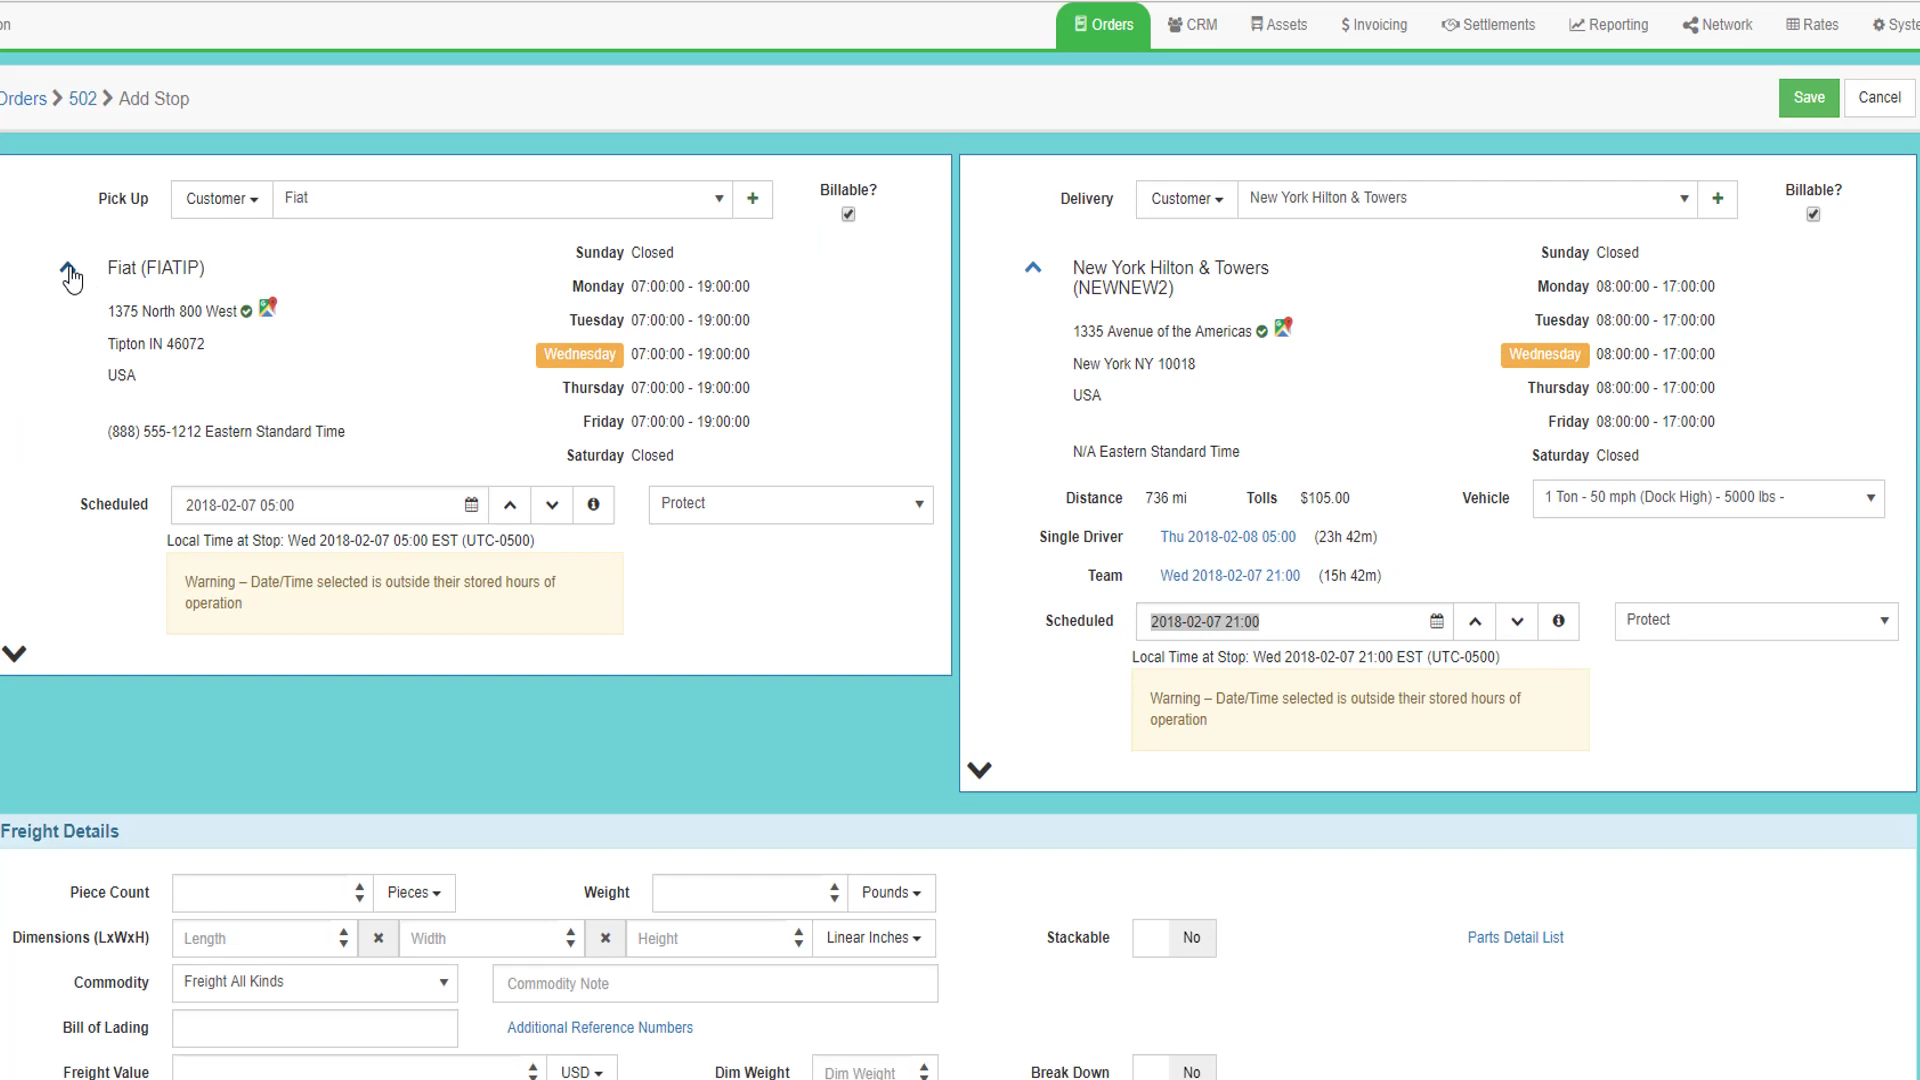 on
Orders
CRM
Assets
$ Invoicing
Settlements
Reporting
Network
Rates
Syste
Orders > 502 > Add Stop
Save
Cancel
Pick Up
Customer
Fiat
Billable?
Fiat (FIATIP)
1375 North 800 West
Tipton IN 46072
USA
(888) 555-1212 Eastern Standard Time
Sunday Closed
Monday 07:00:00 - 19:00:00
Tuesday 07:00:00 - 19:00:00
Wednesday 07:00:00 - 19:00:00
Thursday 07:00:00 - 19:00:00
Friday 07:00:00 - 19:00:00
Saturday Closed
Scheduled
2018-02-07 05:00
Protect
Local Time at Stop: Wed 2018-02-07 05:00 EST (UTC-0500)
Warning – Date/Time selected is outside their stored hours of
operation
Delivery
Customer
New York Hilton & Towers
Billable?
New York Hilton & Towers
(NEWNEW2)
1335 Avenue of the Americas
New York NY 10018
USA
N/A Eastern Standard Time
Sunday Closed
Monday 08:00:00 - 17:00:00
Tuesday 08:00:00 - 17:00:00
Wednesday 08:00:00 - 17:00:00
Thursday 08:00:00 - 17:00:00
Friday 08:00:00 - 17:00:00
Saturday Closed
Distance 736 mi Tolls $105.00 Vehicle 1 Ton - 50 mph (Dock High) - 5000 lbs -
Single Driver Thu 2018-02-08 05:00 (23h 42m)
Team Wed 2018-02-07 21:00 (15h 42m)
Scheduled
2018-02-07 21:00
Protect
Local Time at Stop: Wed 2018-02-07 21:00 EST (UTC-0500)
Warning – Date/Time selected is outside their stored hours of
operation
Freight Details
Piece Count Pieces Weight Pounds
Dimensions (LxWxH) Length Width Height Linear Inches Stackable No Parts Detail List
Commodity Freight All Kinds Commodity Note
Bill of Lading Additional Reference Numbers
Freight Value USD Dim Weight Dim Weight Break Down No